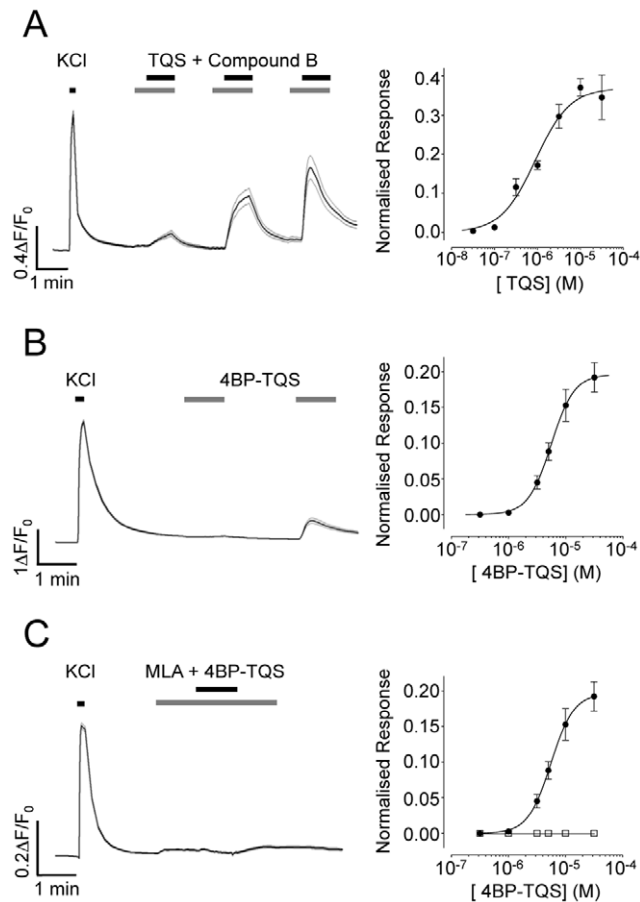 A
KCl
TQS + Compound B
0.4ΔF/F0
1 min
Normalised Response
0.4
0.3
0.2
0.1
0.0
10-8 10-7 10-6 10-5 10-4
[ TQS] (M)
B
KCl
4BP-TQS
1ΔF/F0
1 min
Normalised Response
0.20
0.15
0.10
0.05
0.00
10-7 10-6 10-5 10-4
[ 4BP-TQS] (M)
C
KCl
MLA + 4BP-TQS
0.2ΔF/F0
1 min
Normalised Response
0.20
0.15
0.10
0.05
0.00
10-7 10-6 10-5 10-4
[ 4BP-TQS] (M)